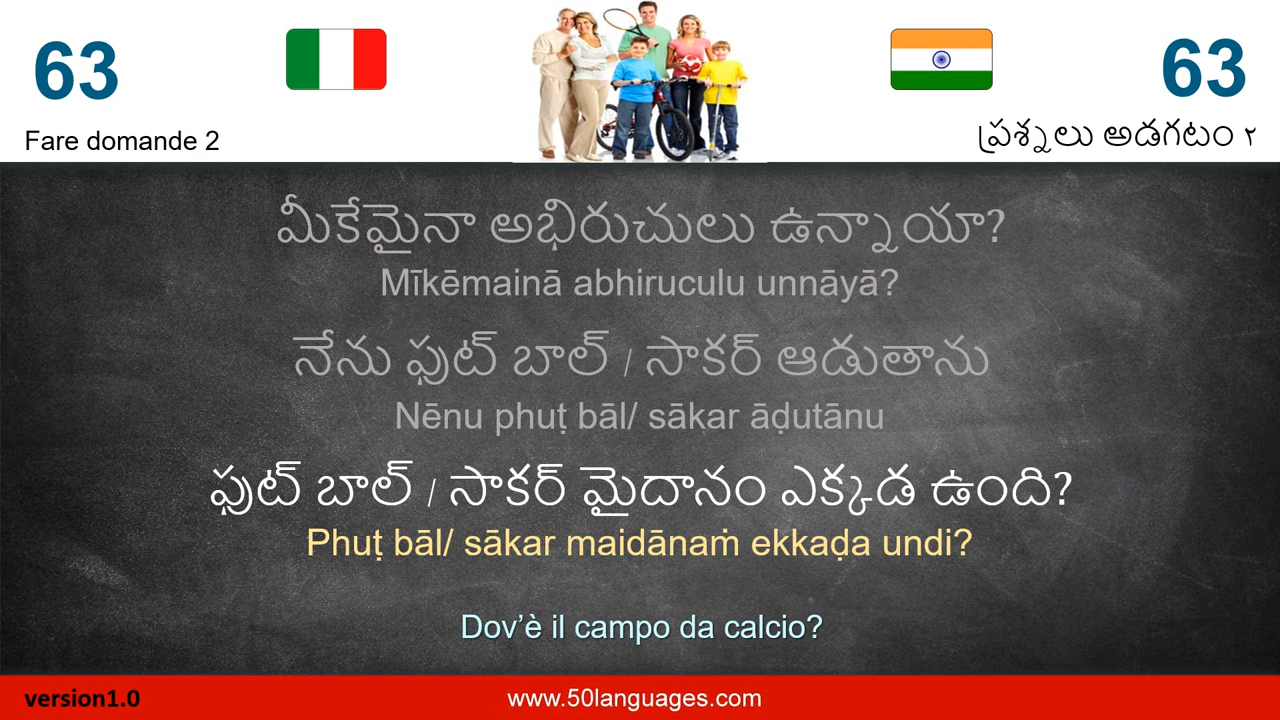 63
63
Fare domande 2
ప్రశ్నలు అడగటం ౨
మీకేమైనా అభిరుచులు ఉన్నాయా?
Mīkēmainā abhiruculu unnāyā?
నేను ఫుట్ బాల్ / సాకర్ ఆడుతాను
Nēnu phuṭ bāl/ sākar āḍutānu
ఫుట్ బాల్ / సాకర్ మైదానం ఎక్కడ ఉంది?
Phuṭ bāl/ sākar maidānaṁ ekkaḍa undi?
Dov’è il campo da calcio?
version1.0
www.50languages.com